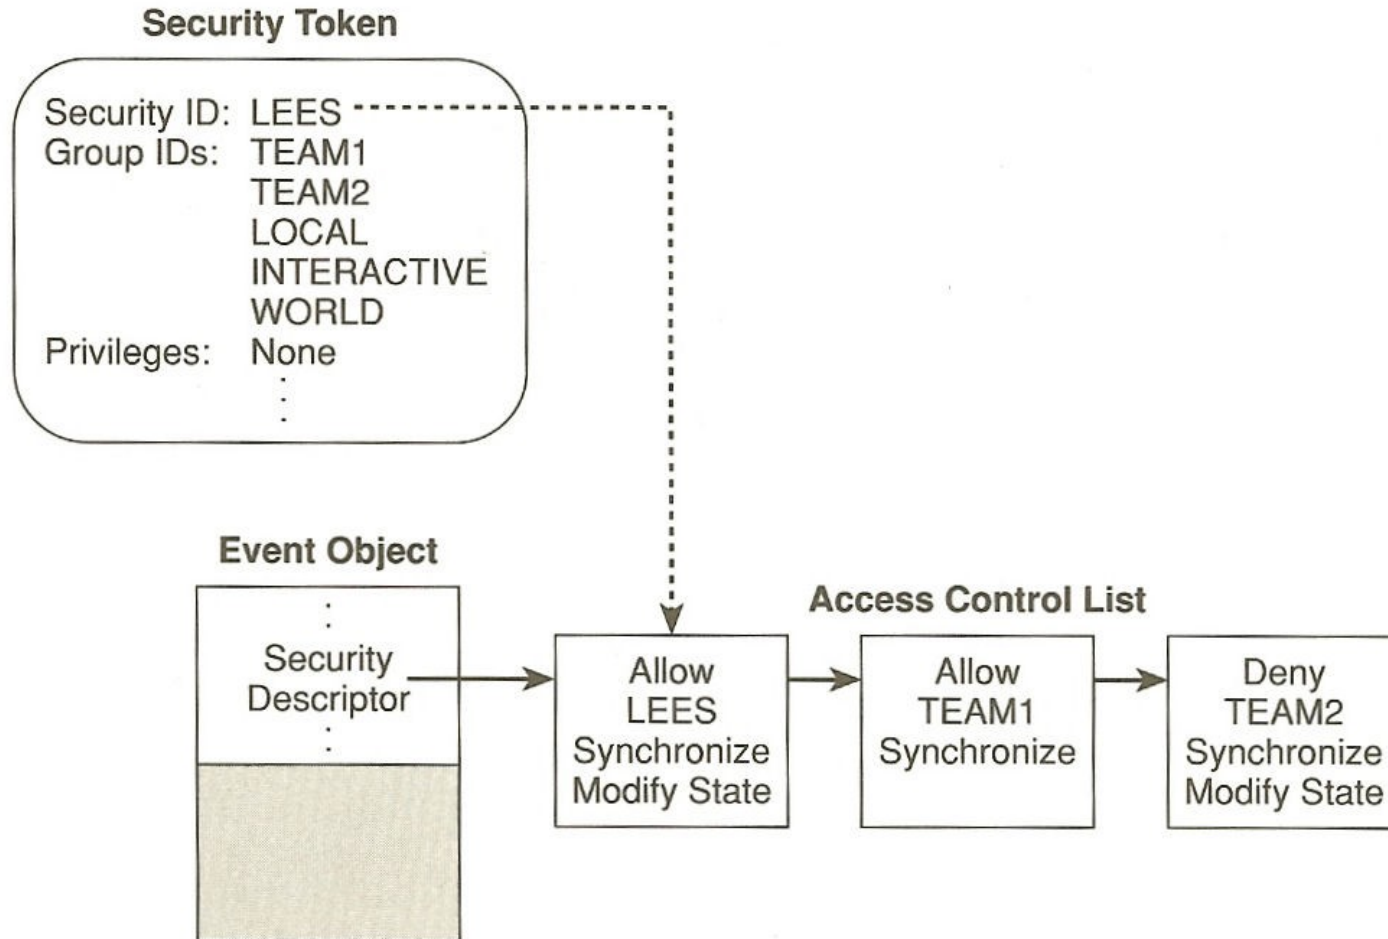 Security Token
Security ID: LEES
Group IDs: TEAM1
TEAM2
LOCAL
INTERACTIVE
WORLD
Privileges: None
Event Object
Security
Descriptor
Access Control List
Allow
LEES
Synchronize
Modify State
Allow
TEAM1
Synchronize
Deny
TEAM2
Synchronize
Modify State